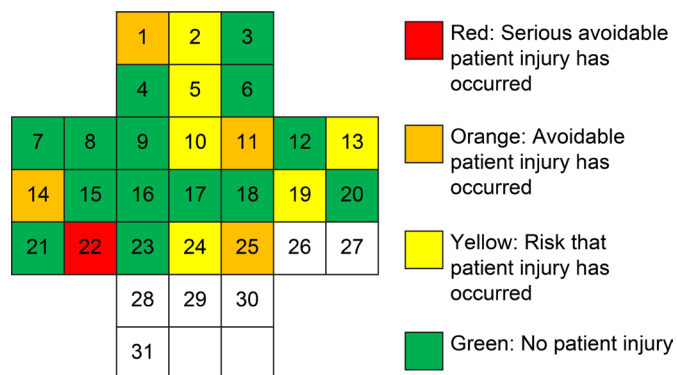 1 2 3
4 5 6
7 8 9 10 11 12 13
14 15 16 17 18 19 20
21 22 23 24 25 26 27
28 29 30
31
Red: Serious avoidable
patient injury has
occurred
Orange: Avoidable
patient injury has
occurred
Yellow: Risk that
patient injury has
occurred
Green: No patient injury